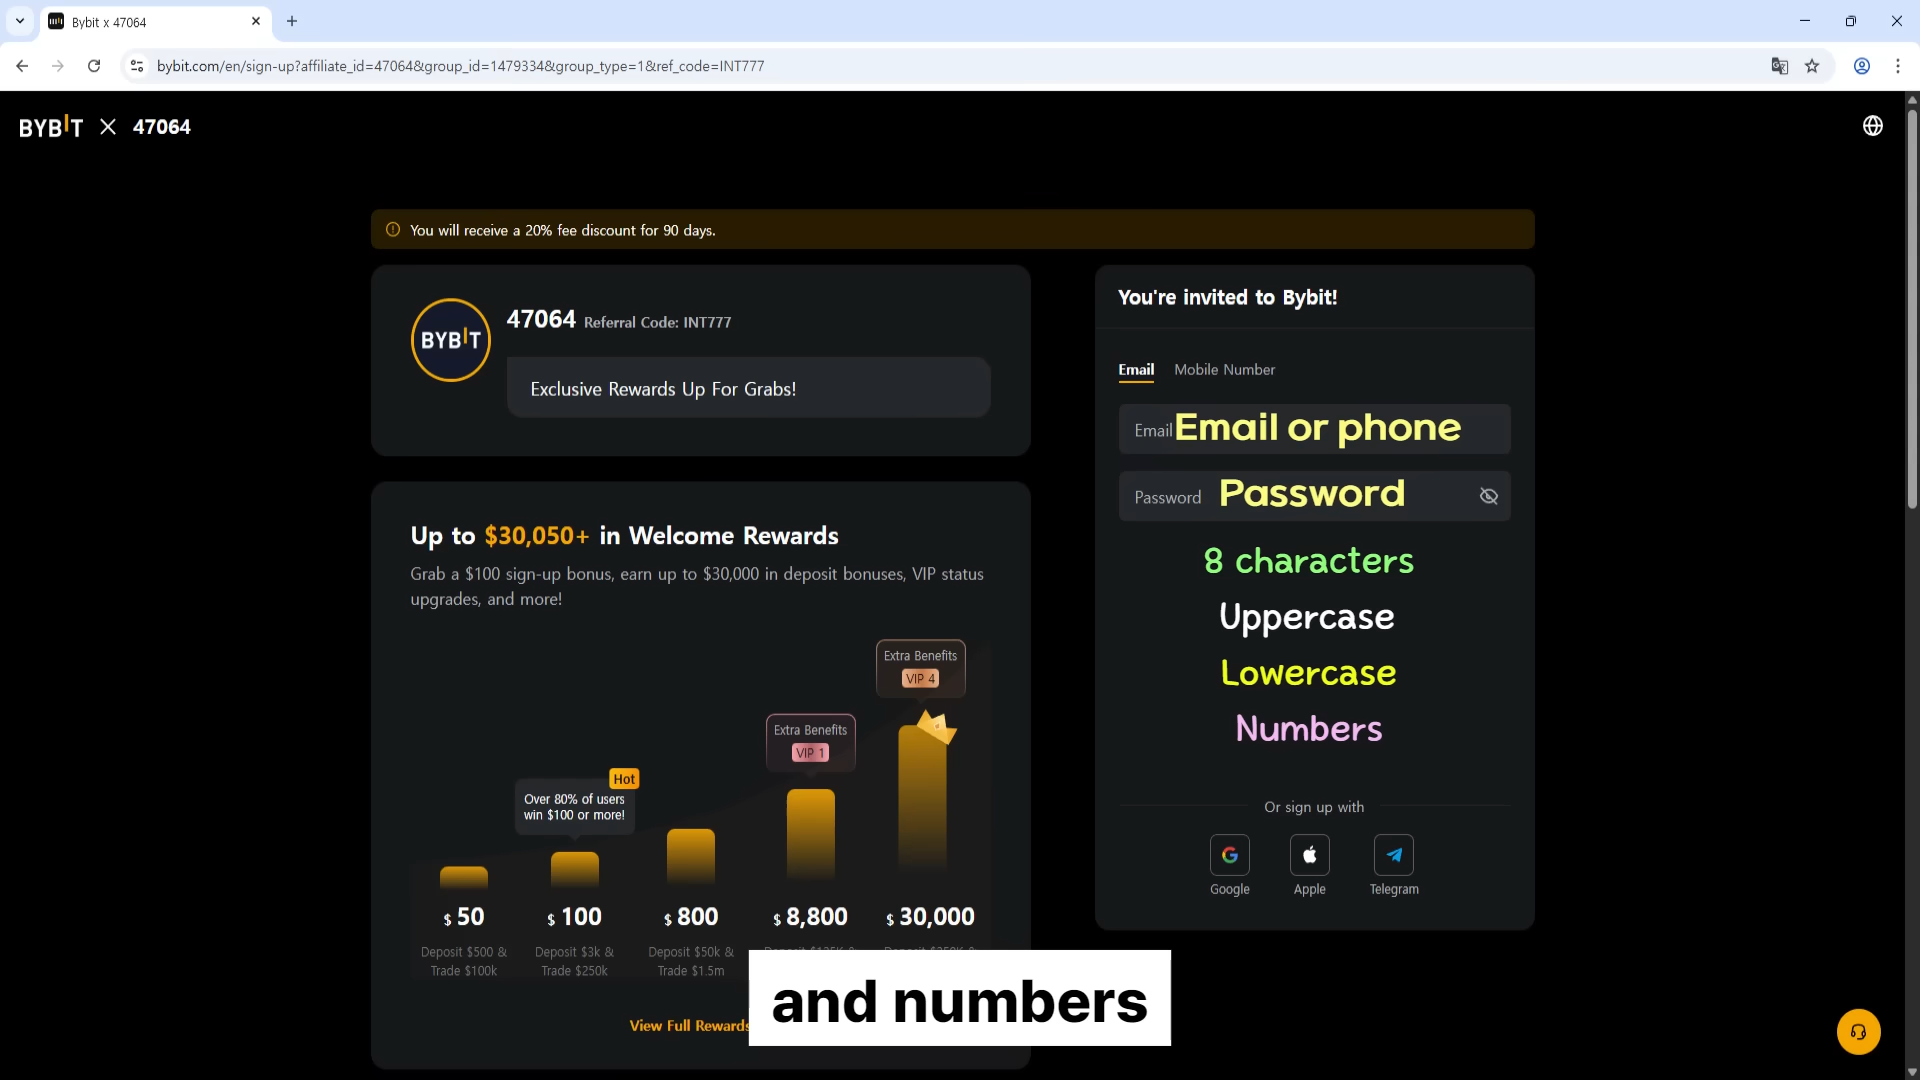 Bybit x 47064
bybit.com/en/sign-up?affiliate_id=47064&group_id=1479334&group_type=1&ref_code=INT777
BYBIT X 47064
You will receive a 20% fee discount for 90 days.
BYBIT
47064 Referral Code: INT777
Exclusive Rewards Up For Grabs!
Up to $30,050+ in Welcome Rewards
Grab a $100 sign-up bonus, earn up to $30,000 in deposit bonuses, VIP status
upgrades, and more!
Extra Benefits
VIP 4
Extra Benefits
VIP 1
Hot
Over 80% of users
win $100 or more!
$ 50
$ 100
$ 800
$ 8,800
$ 30,000
Deposit $500 &
Trade $100k
Deposit $3k &
Trade $250k
Deposit $50k &
Trade $1.5m
View Full Rewards
You're invited to Bybit!
Email
Mobile Number
Email
Email or phone
Password
Password
8 characters
Uppercase
Lowercase
Numbers
Or sign up with
Google
Apple
Telegram
and numbers